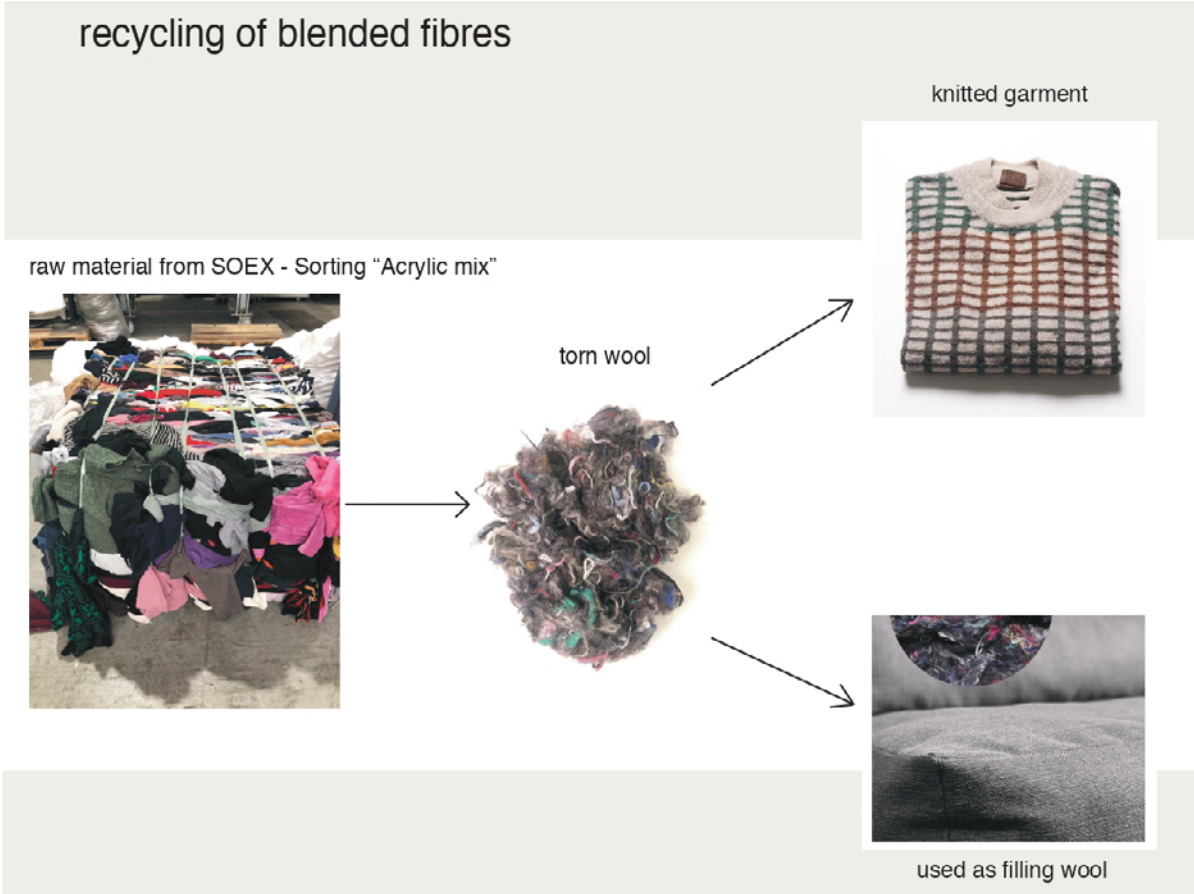 recycling of blended fibres
knitted garment
raw material from SOEX - Sorting “Acrylic mix”
torn wool
used as filling wool